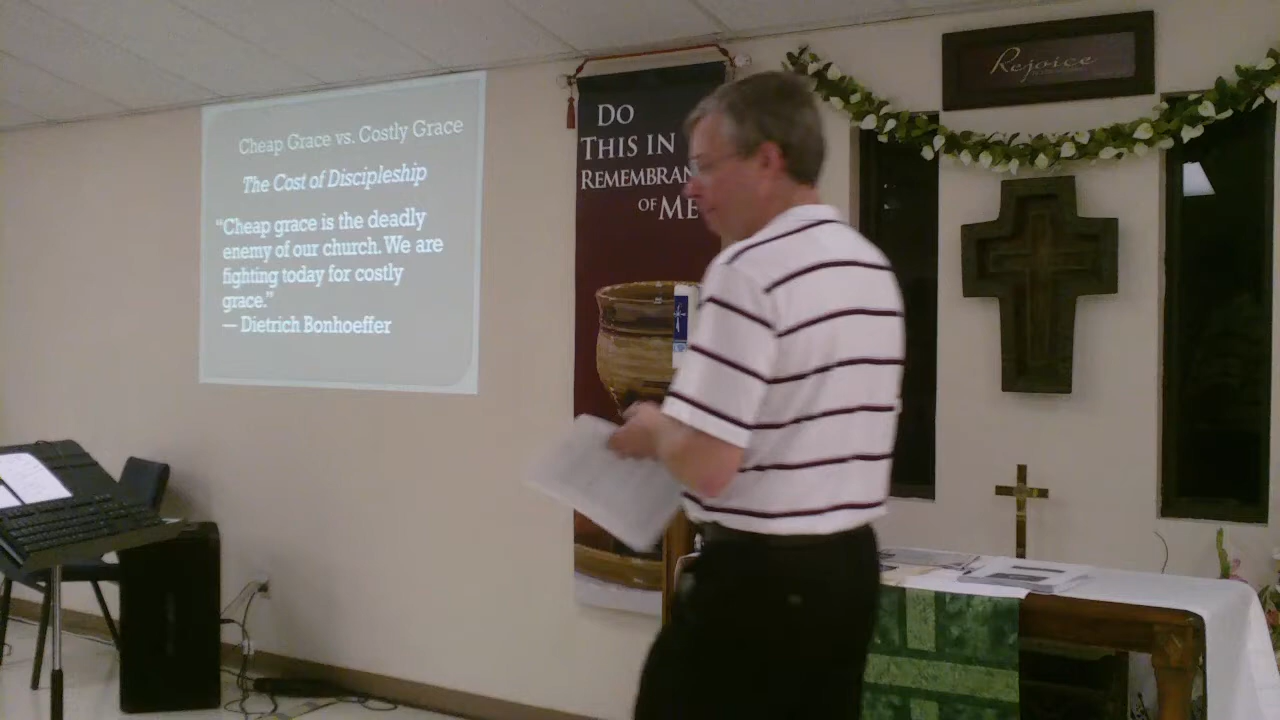 Cheap Grace vs. Costly Grace
The Cost of Discipleship
“Cheap grace is the deadly
enemy of our church. We are
fighting today for costly
grace.”
— Dietrich Bonhoeffer
DO
THIS IN
REMEMBRAN
OF ME
Rejoice